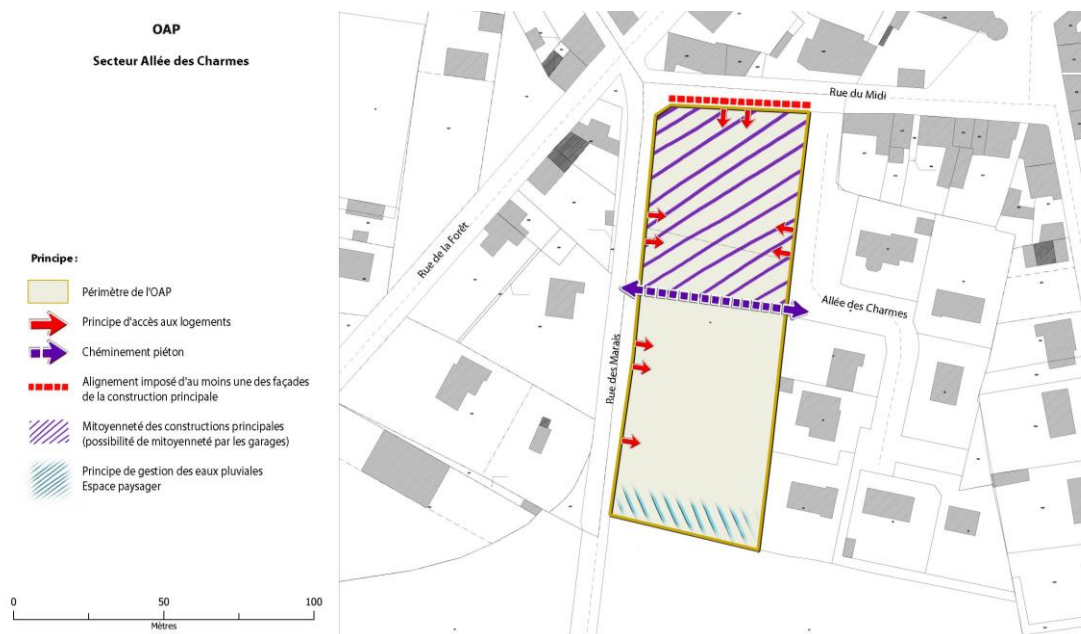 OAP
Secteur Allée des Charmes
Principe :
Périmètre de l'OAP
Principe d'accès aux logements
Chéminement piéton
Alignement imposé d'au moins une des façades
de la construction principale
Mitoyenneté des constructions principales
(possibilité de mitoyenneté par les garages)
Principe de gestion des eaux pluviales
Espace paysager
0 50 100
Mètres
Rue du Midi
Rue de la Forêt
Allée des Charmes
Rue des Marais